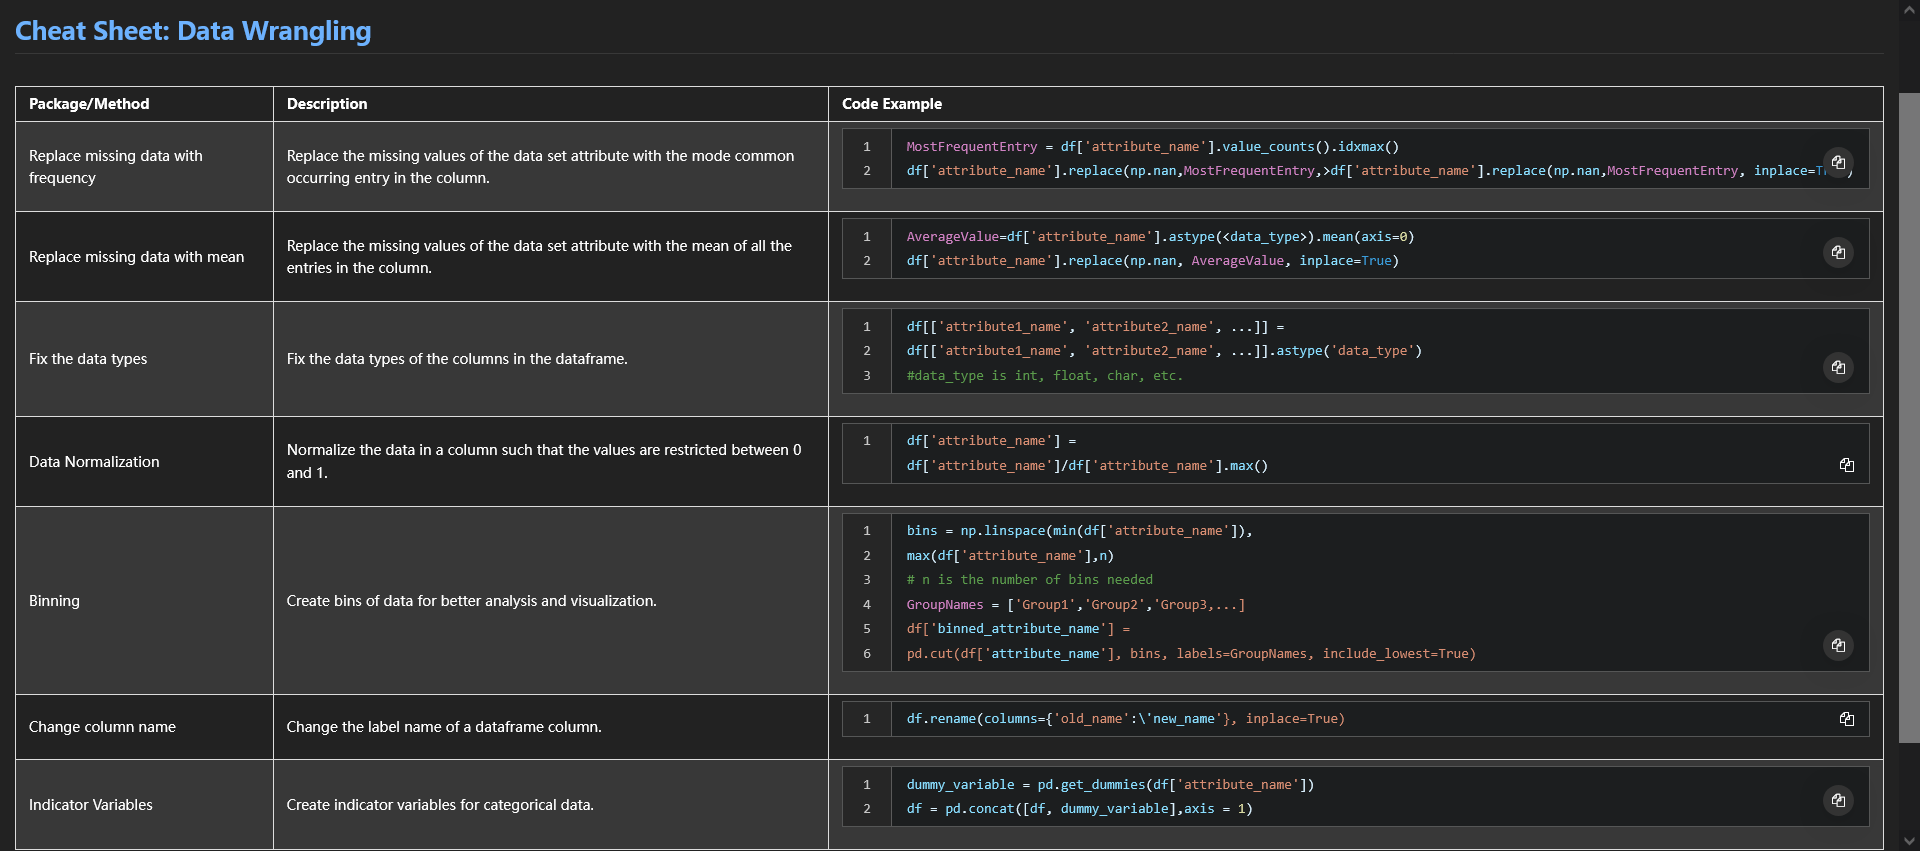 Cheat Sheet: Data Wrangling
Package/Method
Description
Code Example
Replace missing data with
frequency
Replace the missing values of the data set attribute with the mode common
occurring entry in the column.
1 MostFrequentEntry = df['attribute_name'].value_counts().idxmax()
2 df['attribute_name'].replace(np.nan,MostFrequentEntry,>df['attribute_name'].replace(np.nan,MostFrequentEntry, inplace=
Replace missing data with mean
Replace the missing values of the data set attribute with the mean of all the
entries in the column.
1 AverageValue=df['attribute_name'].astype(<data_type>).mean(axis=0)
2 df['attribute_name'].replace(np.nan, AverageValue, inplace=True)
Fix the data types
Fix the data types of the columns in the dataframe.
1 df[['attribute1_name', 'attribute2_name', ...]] =
2 df[['attribute1_name', 'attribute2_name', ...]].astype('data_type')
3 #data_type is int, float, char, etc.
Data Normalization
Normalize the data in a column such that the values are restricted between 0
and 1.
1 df['attribute_name'] =
df['attribute_name']/df['attribute_name'].max()
Binning
Create bins of data for better analysis and visualization.
1 bins = np.linspace(min(df['attribute_name']),
2 max(df['attribute_name'],n)
3 # n is the number of bins needed
4 GroupNames = ['Group1','Group2','Group3,...]
5 df['binned_attribute_name'] =
6 pd.cut(df['attribute_name'], bins, labels=GroupNames, include_lowest=True)
Change column name
Change the label name of a dataframe column.
1 df.rename(columns={'old_name':\'new_name'}, inplace=True)
Indicator Variables
Create indicator variables for categorical data.
1 dummy_variable = pd.get_dummies(df['attribute_name'])
2 df = pd.concat([df, dummy_variable],axis = 1)